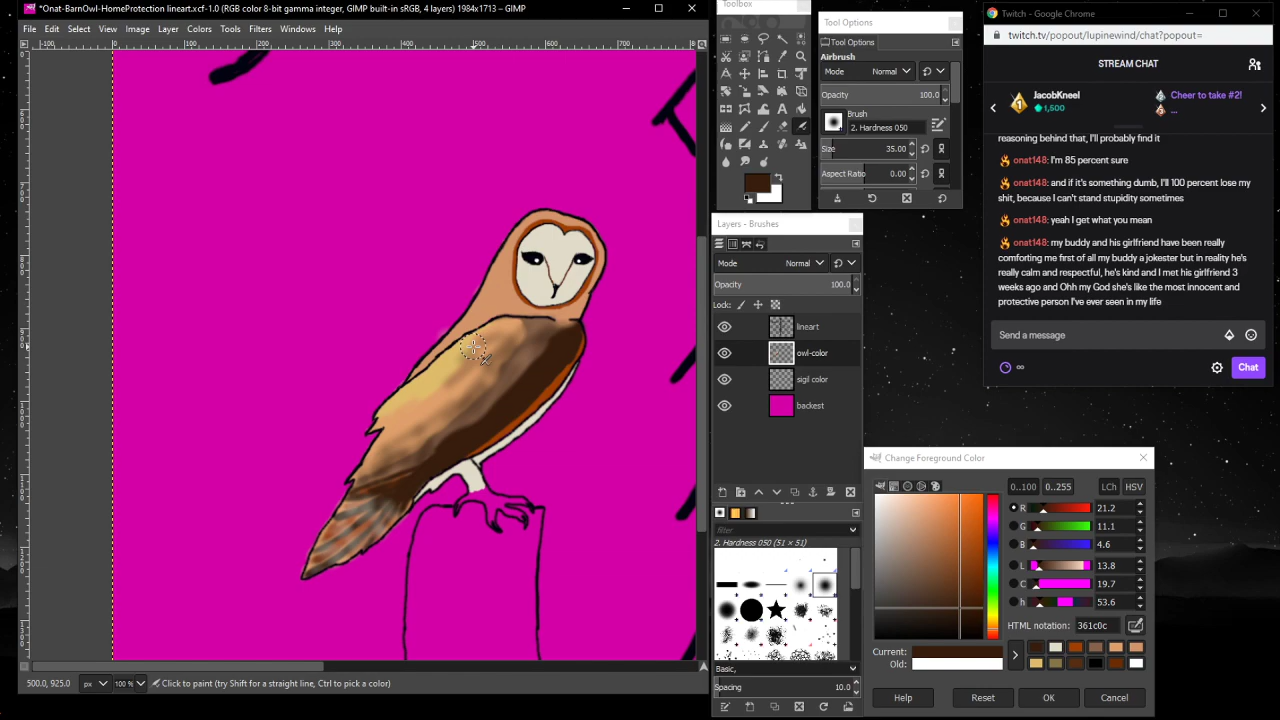 *Onat-BarnOwl-HomeProtection lineart.xcf-1.0 (RGB color 8-bit gamma integer, GIMP built-in sRGB, 4 layers) 1984x1713 – GIMP
File Edit Select View Image Layer Colors Tools Filters Windows Help
-100 0 100 200 300 400 500 600 700
500.0, 925.0 px 100 % Click to paint (try Shift for a straight line, Ctrl to pick a color)
Toolbox
Tool Options
Tool Options
Airbrush
Mode Normal
Opacity 100.0
Brush
2. Hardness 050
Size 35.00
Aspect Ratio 0.00
Layers - Brushes
Mode Normal
Opacity 100.0
Lock:
lineart
owl-color
sigil color
backest
filter
2. Hardness 050 (51 × 51)
Basic,
Spacing 10.0
Twitch - Google Chrome
twitch.tv/popout/lupinewind/chat?popout=
STREAM CHAT
1 JacobKneel
1,500
Cheer to take #2!
...
reasoning behind that, I'll probably find it
onat148: I'm 85 percent sure
onat148: and if it's something dumb, I'll 100 percent lose my
shit, because I can't stand stupidity sometimes
onat148: yeah I get what you mean
onat148: my buddy and his girlfriend have been really
comforting me first of all my buddy a jokester but in reality he's
really calm and respectful, he's kind and I met his girlfriend 3
weeks ago and Ohh my God she's like the most innocent and
protective person I've ever seen in my life
Send a message
∞ Chat
Change Foreground Color
0..100 0..255 LCh HSV
R 21.2
G 11.1
B 4.6
L 13.8
C 19.7
h 53.6
HTML notation: 361c0c
Current:
Old:
Help Reset OK Cancel